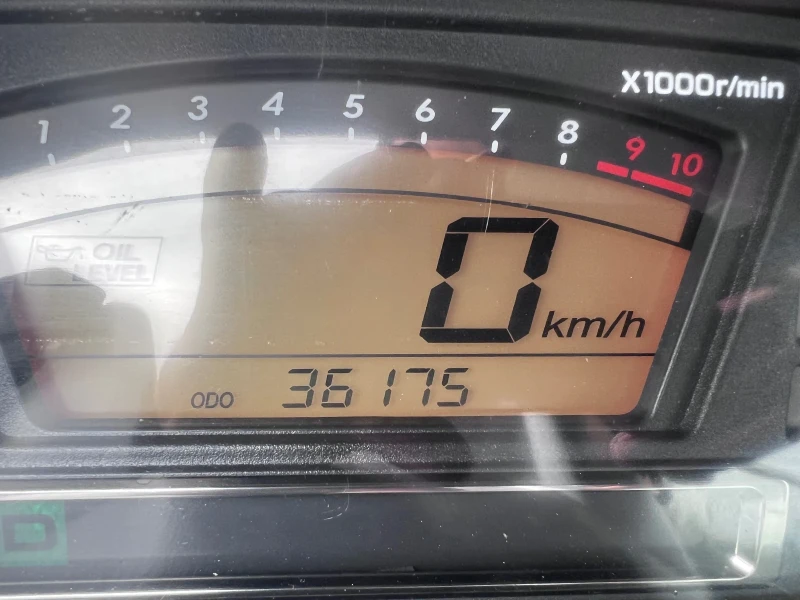 X1000r/min
1 2 3 4 5 6 7 8 9 10
OIL
LEVEL
0 km/h
ODO 36175
D